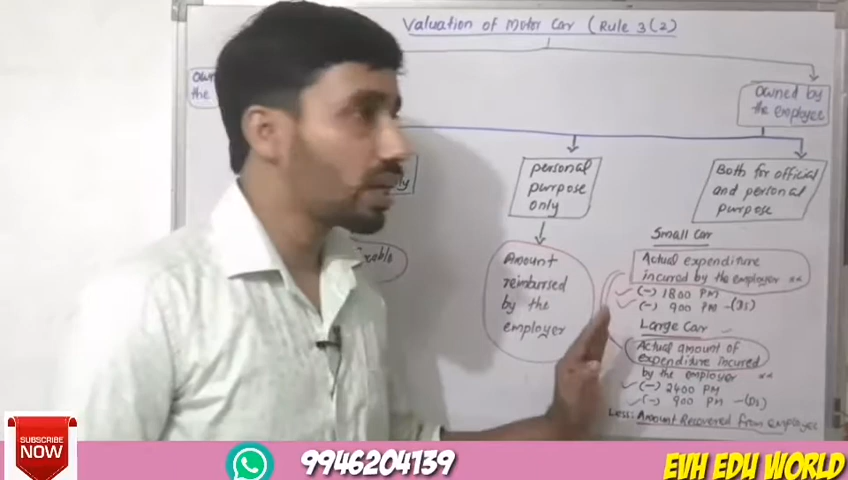 Valuation of Motor Car (Rule 3(2)
the
Owned by
the employee
personal
purpose
only
Both for official
and personal
purpose
Amount
reimbursed
by the
employer
Small Car
Actual expenditure
incurred by the employer **
(-) 1800 PM
(-) 900 PM -(Ds)
Large Car
Actual amount of
expenditure incurred
by the employer **
(-) 2400 PM
(-) 900 PM -(Ds)
Less: Amount Recovered from employee
SUBSCRIBE
NOW
9946204139
EVH EDU WORLD